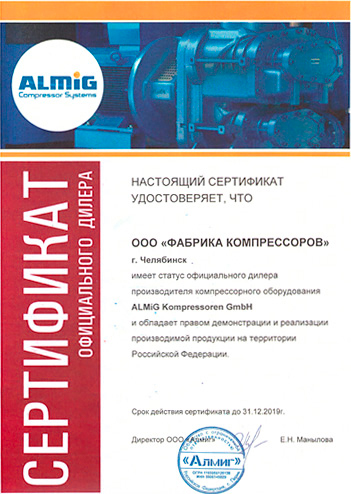 ALMiG
Compressor Systems
СЕРТИФИКАТ
ОФИЦИАЛЬНОГО ДИЛЕРА
НАСТОЯЩИЙ СЕРТИФИКАТ
УДОСТОВЕРЯЕТ, ЧТО
ООО «ФАБРИКА КОМПРЕССОРОВ»
г. Челябинск
имеет статус официального дилера
производителя компрессорного оборудования
ALMiG Kompressoren GmbH
и обладает правом демонстрации и реализации
производимой продукции на территории
Российской Федерации.
Срок действия сертификата до 31.12.2019г.
Директор ООО «Алмиг»
Е.Н. Манылова
«Алмиг»